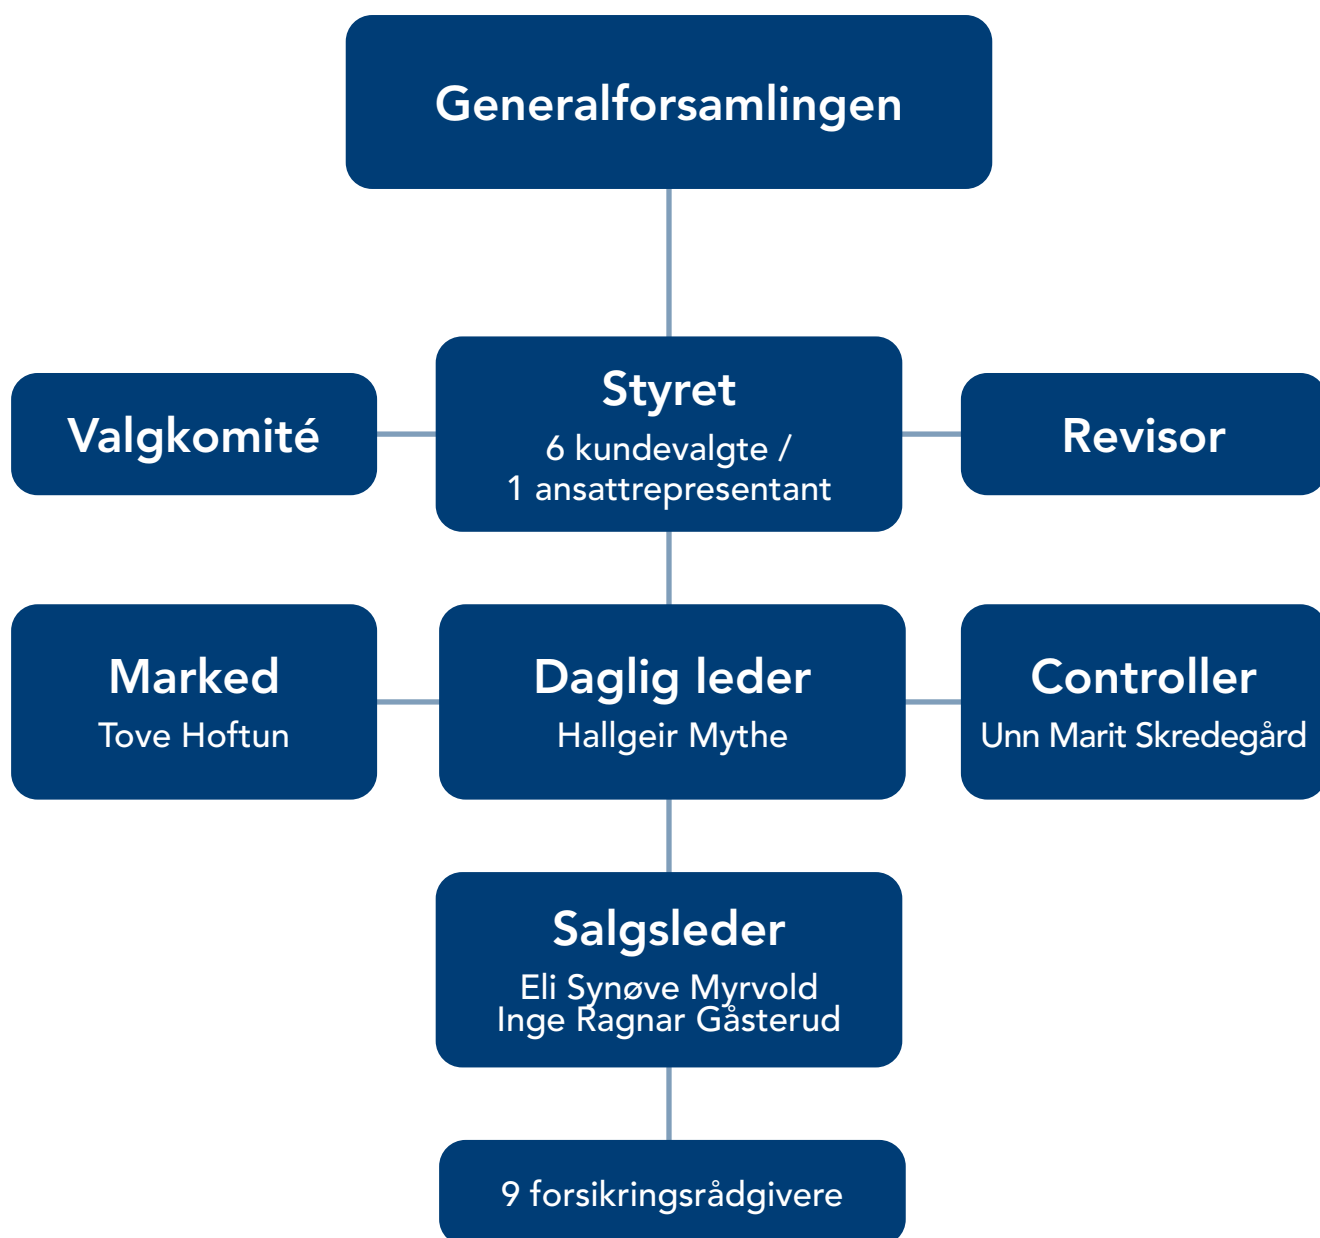 Generalforsamlingen
Valgkomité
Styret
6 kundevalgte /
1 ansattrepresentant
Revisor
Marked
Tove Hoftun
Daglig leder
Hallgeir Mythe
Controller
Unn Marit Skredegård
Salgsleder
Eli Synøve Myrvold
Inge Ragnar Gåsterud
9 forsikringsrådgivere